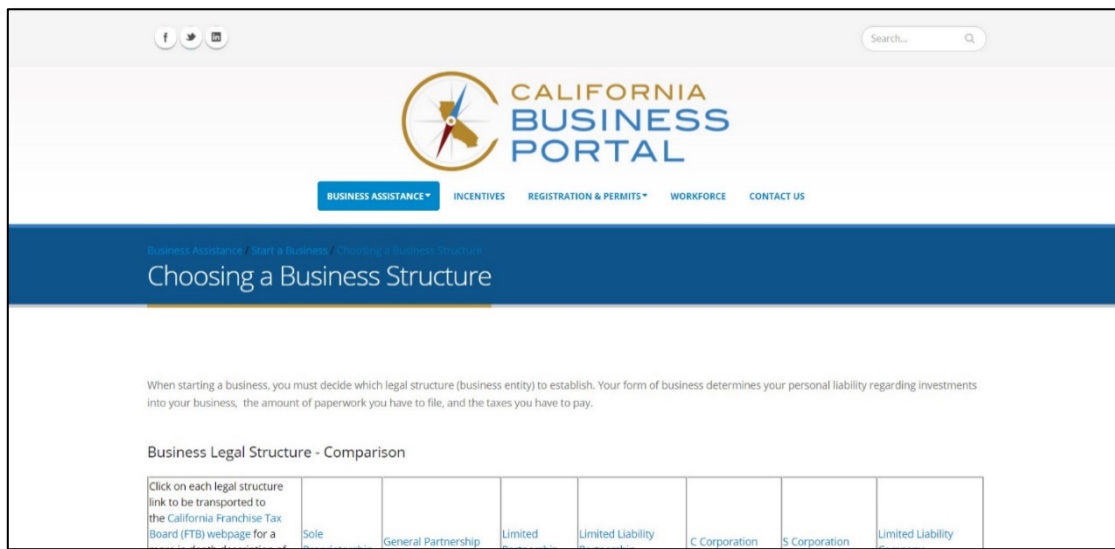 f
in
Search...
CALIFORNIA
BUSINESS
PORTAL
BUSINESS ASSISTANCE
INCENTIVES
REGISTRATION & PERMITS
WORKFORCE
CONTACT US
Business Assistance / Start a Business / Choosing a Business Structure
Choosing a Business Structure
When starting a business, you must decide which legal structure (business entity) to establish. Your form of business determines your personal liability regarding investments
into your business, the amount of paperwork you have to file, and the taxes you have to pay.
Business Legal Structure - Comparison
Click on each legal structure
link to be transported to
the California Franchise Tax
Board (FTB) webpage for a
Sole
General Partnership
Limited
Limited Liability
C Corporation
S Corporation
Limited Liability